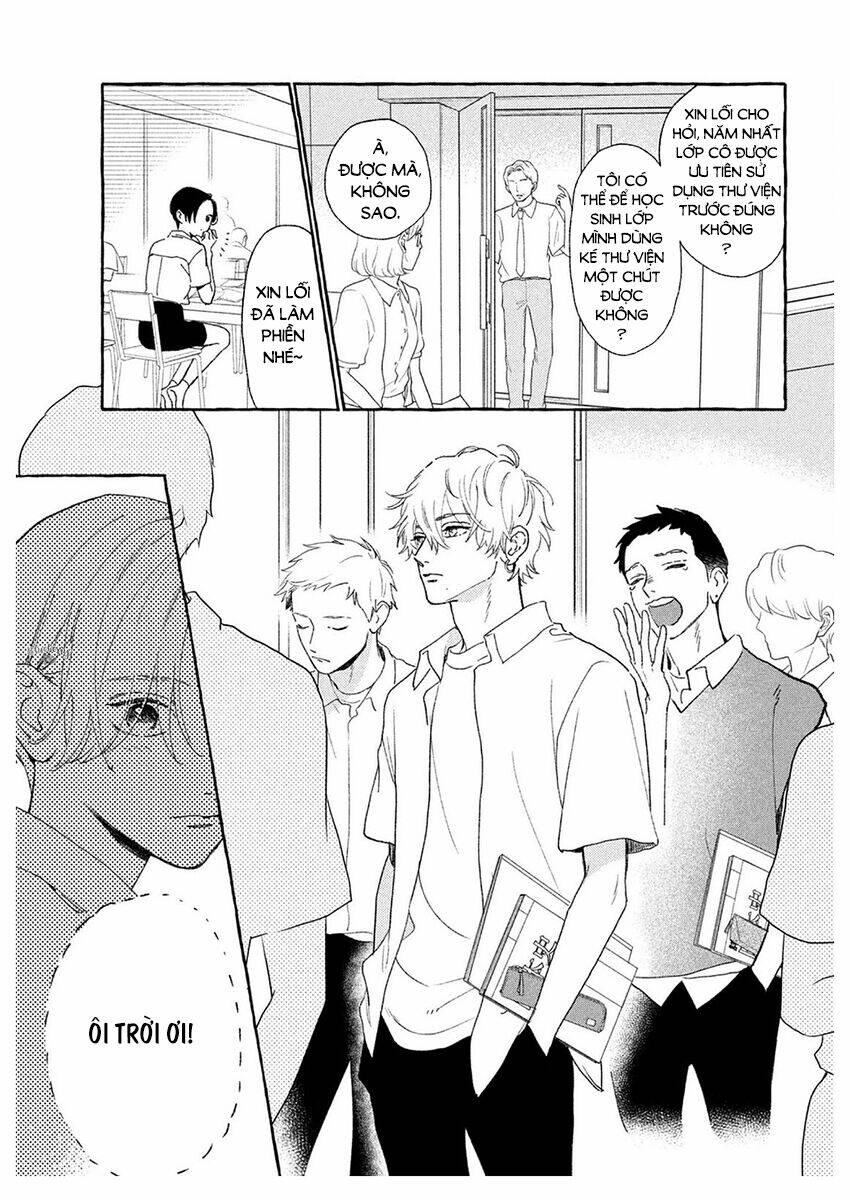 XIN LỖI CHO
HỎI, NĂM NHẤT
LỚP CÔ ĐƯỢC
ƯU TIÊN SỬ
DỤNG THƯ VIỆN
TRƯỚC ĐÚNG
KHÔNG
?
TÔI CÓ
THỂ ĐỂ HỌC
SINH LỚP
MÌNH DÙNG
KÉ THƯ VIỆN
MỘT CHÚT
ĐƯỢC
KHÔNG
?
À,
ĐƯỢC MÀ,
KHÔNG
SAO.
XIN LỖI
ĐÃ LÀM
PHIỀN
NHÉ~
ÔI TRỜI ƠI!